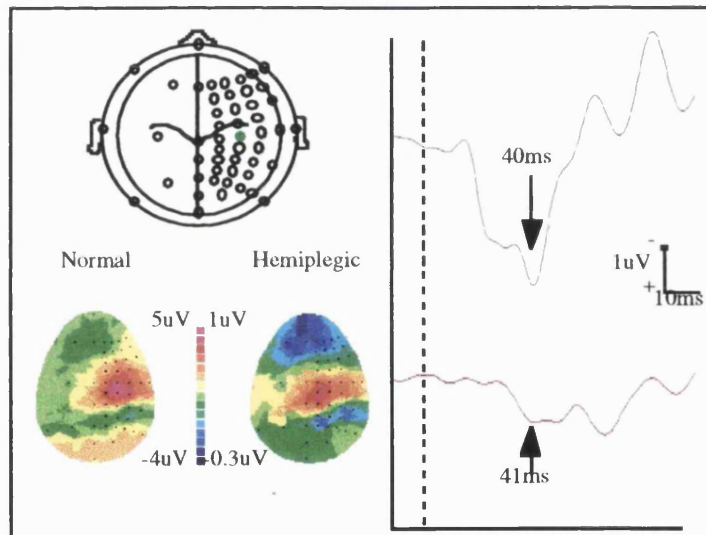 40ms
Normal
Hemiplegic
-
1uV
+
10ms
5uV
1uV
-4uV
-0.3uV
41ms